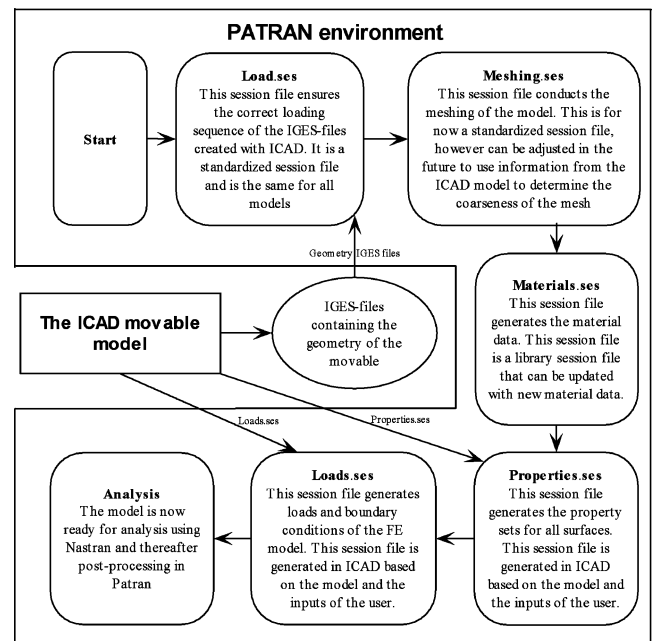 PATRAN environment
Start
Load.ses
This session file ensures
the correct loading
sequence of the IGES-files
created with ICAD. It is a
standardized session file
and is the same for all
models
Meshing.ses
This session file conducts the
meshing of the model. This is for
now a standardized session file,
however can be adjusted in the
future to use information from the
ICAD model to determine the
coarseness of the mesh
Geometry IGES files
The ICAD movable
model
IGES-files
containing the
geometry of the
movable
Materials.ses
This session file
generates the material
data. This session file
is a library session file
that can be updated
with new material data.
Loads.ses
Properties.ses
Analysis
The model is now
ready for analysis using
Nastran and thereafter
post-processing in
Patran
Loads.ses
This session file generates
loads and boundary
conditions of the FE
model. This session file is
generated in ICAD based
on the model and the
inputs of the user.
Properties.ses
This session file
generates the property
sets for all surfaces.
This session file is
generated in ICAD
based on the model and
the inputs of the user.